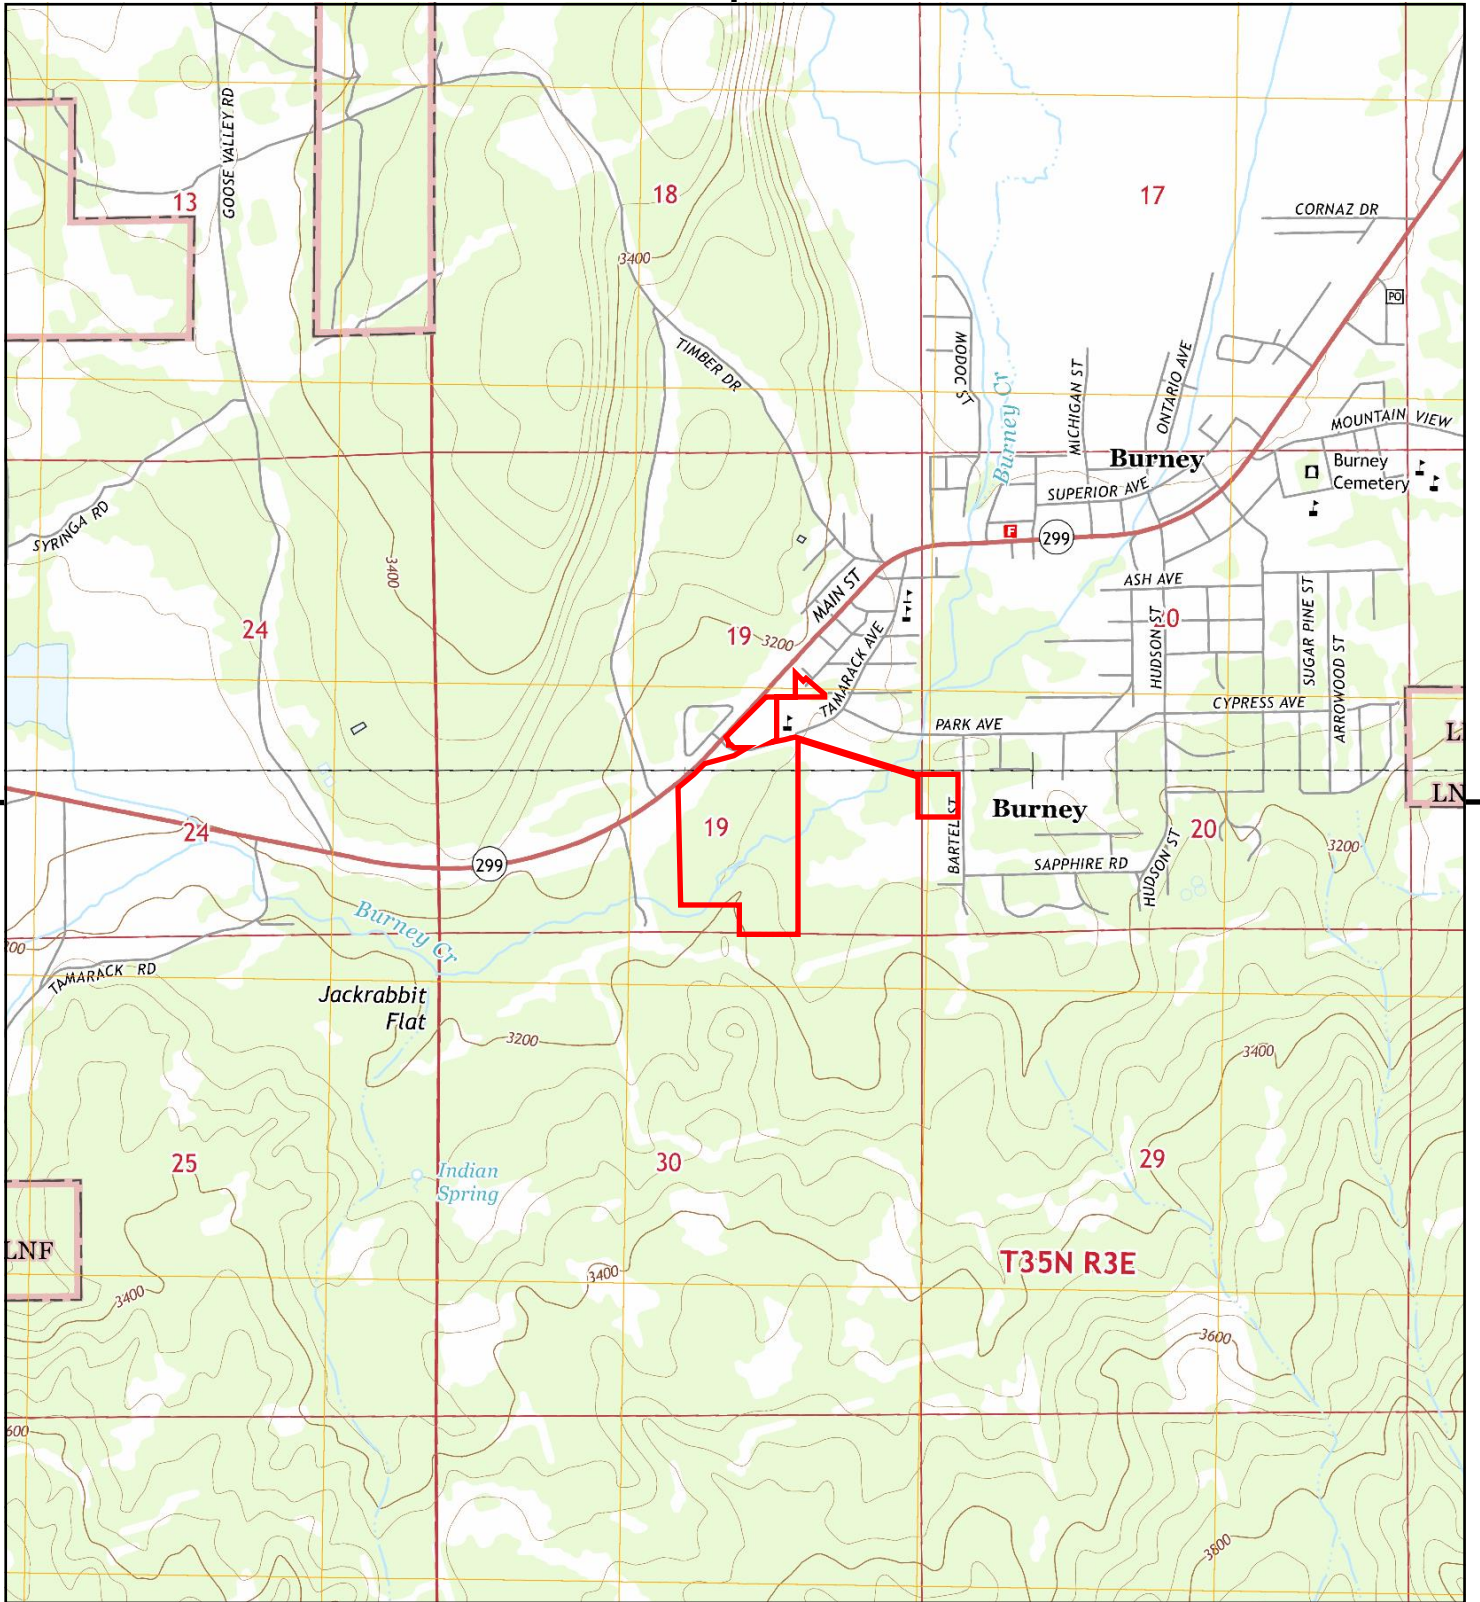 GOOSE VALLEY RD
13
18
17
CORNAZ DR
3400
PO
TIMBER DR
MODOC ST
Burney Cr
MICHIGAN ST
ONTARIO AVE
MOUNTAIN VIEW
Burney
Burney
Cemetery
SUPERIOR AVE
SYRINGA RD
F
299
3400
MAIN ST
ASH AVE
24
19
3200
HUDSON ST
20
SUGAR PINE ST
ARROWOOD ST
TAMARACK AVE
CYPRESS AVE
PARK AVE
L
LN
24
19
BARTEL ST
Burney
20
3200
299
SAPPHIRE RD
HUDSON ST
Burney Cr
00
TAMARACK RD
Jackrabbit
Flat
3200
3400
25
Indian
Spring
30
29
LNF
T35N R3E
3400
3400
3600
600
3800